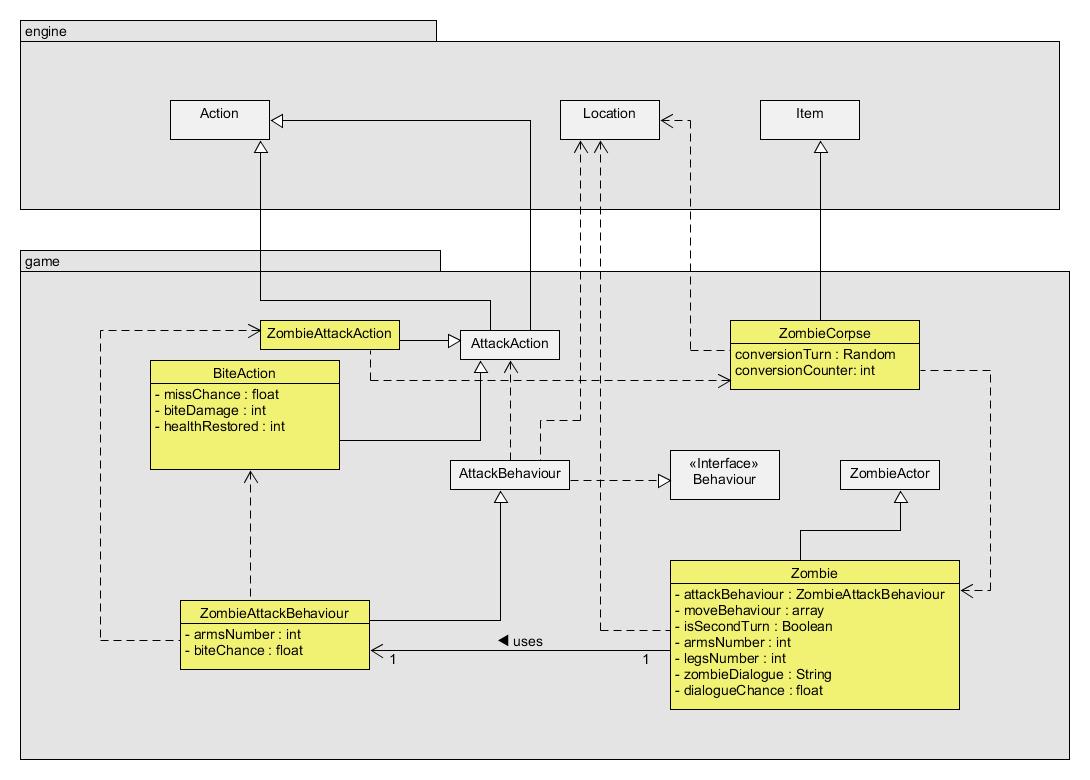 engine
Action
Location
Item
game
ZombieAttackAction
AttackAction
ZombieCorpse
conversionTurn : Random
conversionCounter: int
BiteAction
- missChance : float
- biteDamage : int
- healthRestored : int
AttackBehaviour
«Interface»
Behaviour
ZombieActor
Zombie
- attackBehaviour : ZombieAttackBehaviour
- moveBehaviour : array
- isSecondTurn : Boolean
- armsNumber : int
- legsNumber : int
- zombieDialogue : String
- dialogueChance : float
ZombieAttackBehaviour
- armsNumber : int
- biteChance : float
◀ uses
1
1